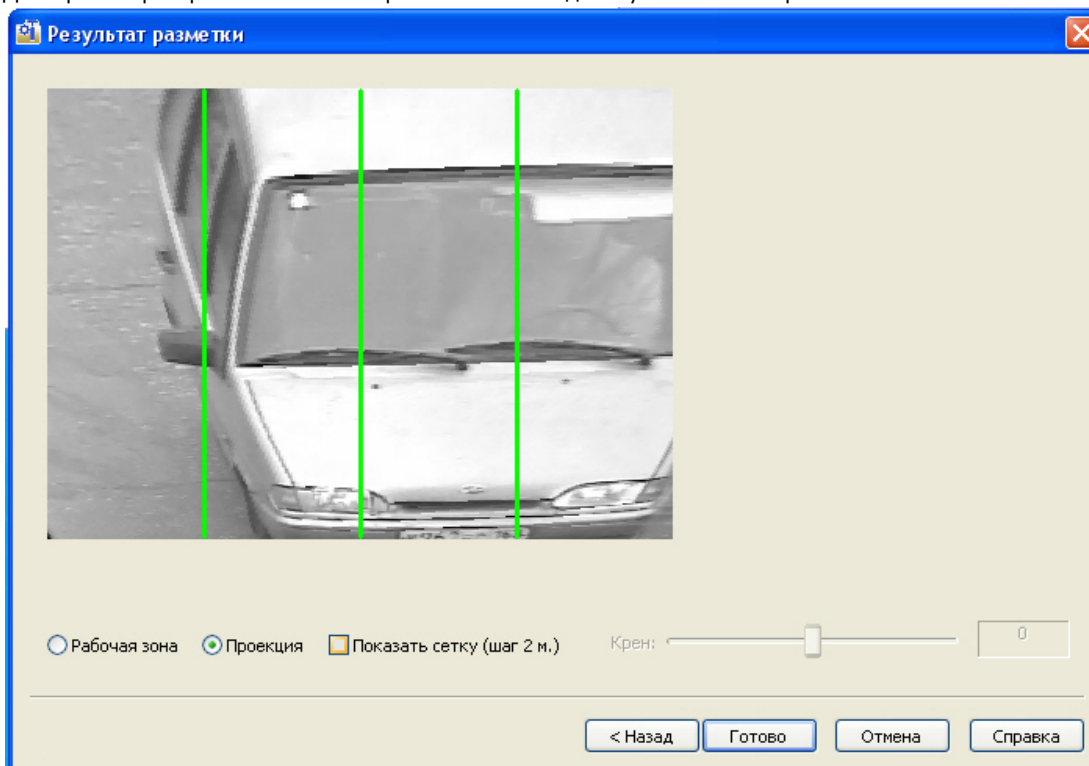 Результат разметки
Рабочая зона Проекция Показать сетку (шаг 2 м.) Крен: 0
< Назад Готово Отмена Справка